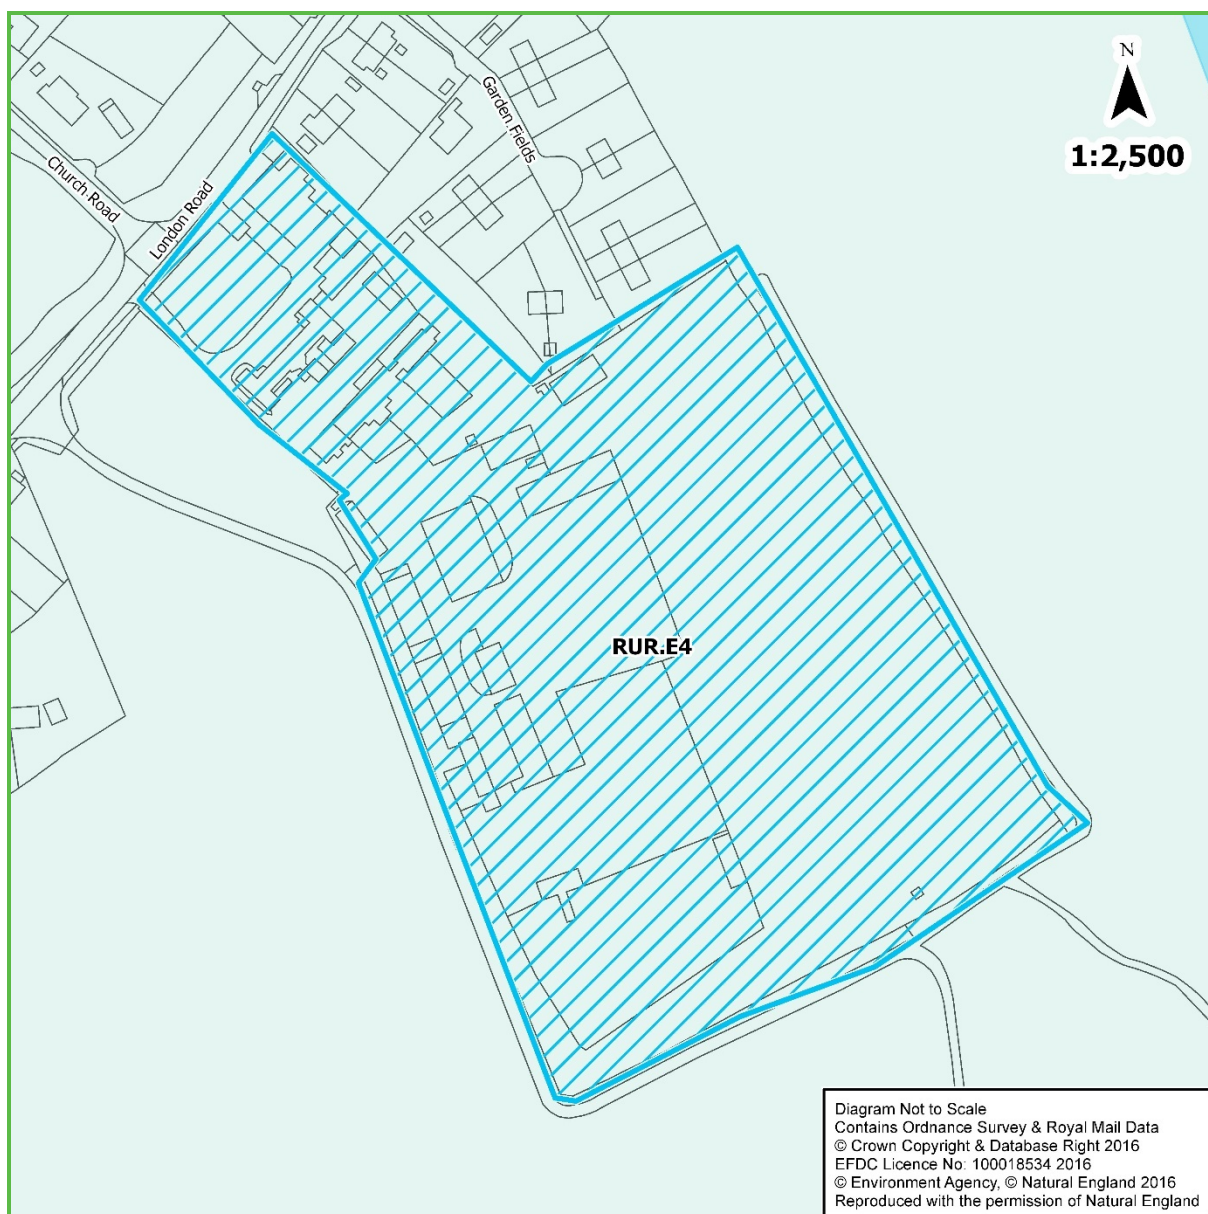 N
1:2,500
Garden Fields
Church Road
London Road
RUR.E4
Diagram Not to Scale
Contains Ordnance Survey & Royal Mail Data
© Crown Copyright & Database Right 2016
EFDC Licence No: 100018534 2016
© Environment Agency, © Natural England 2016
Reproduced with the permission of Natural England